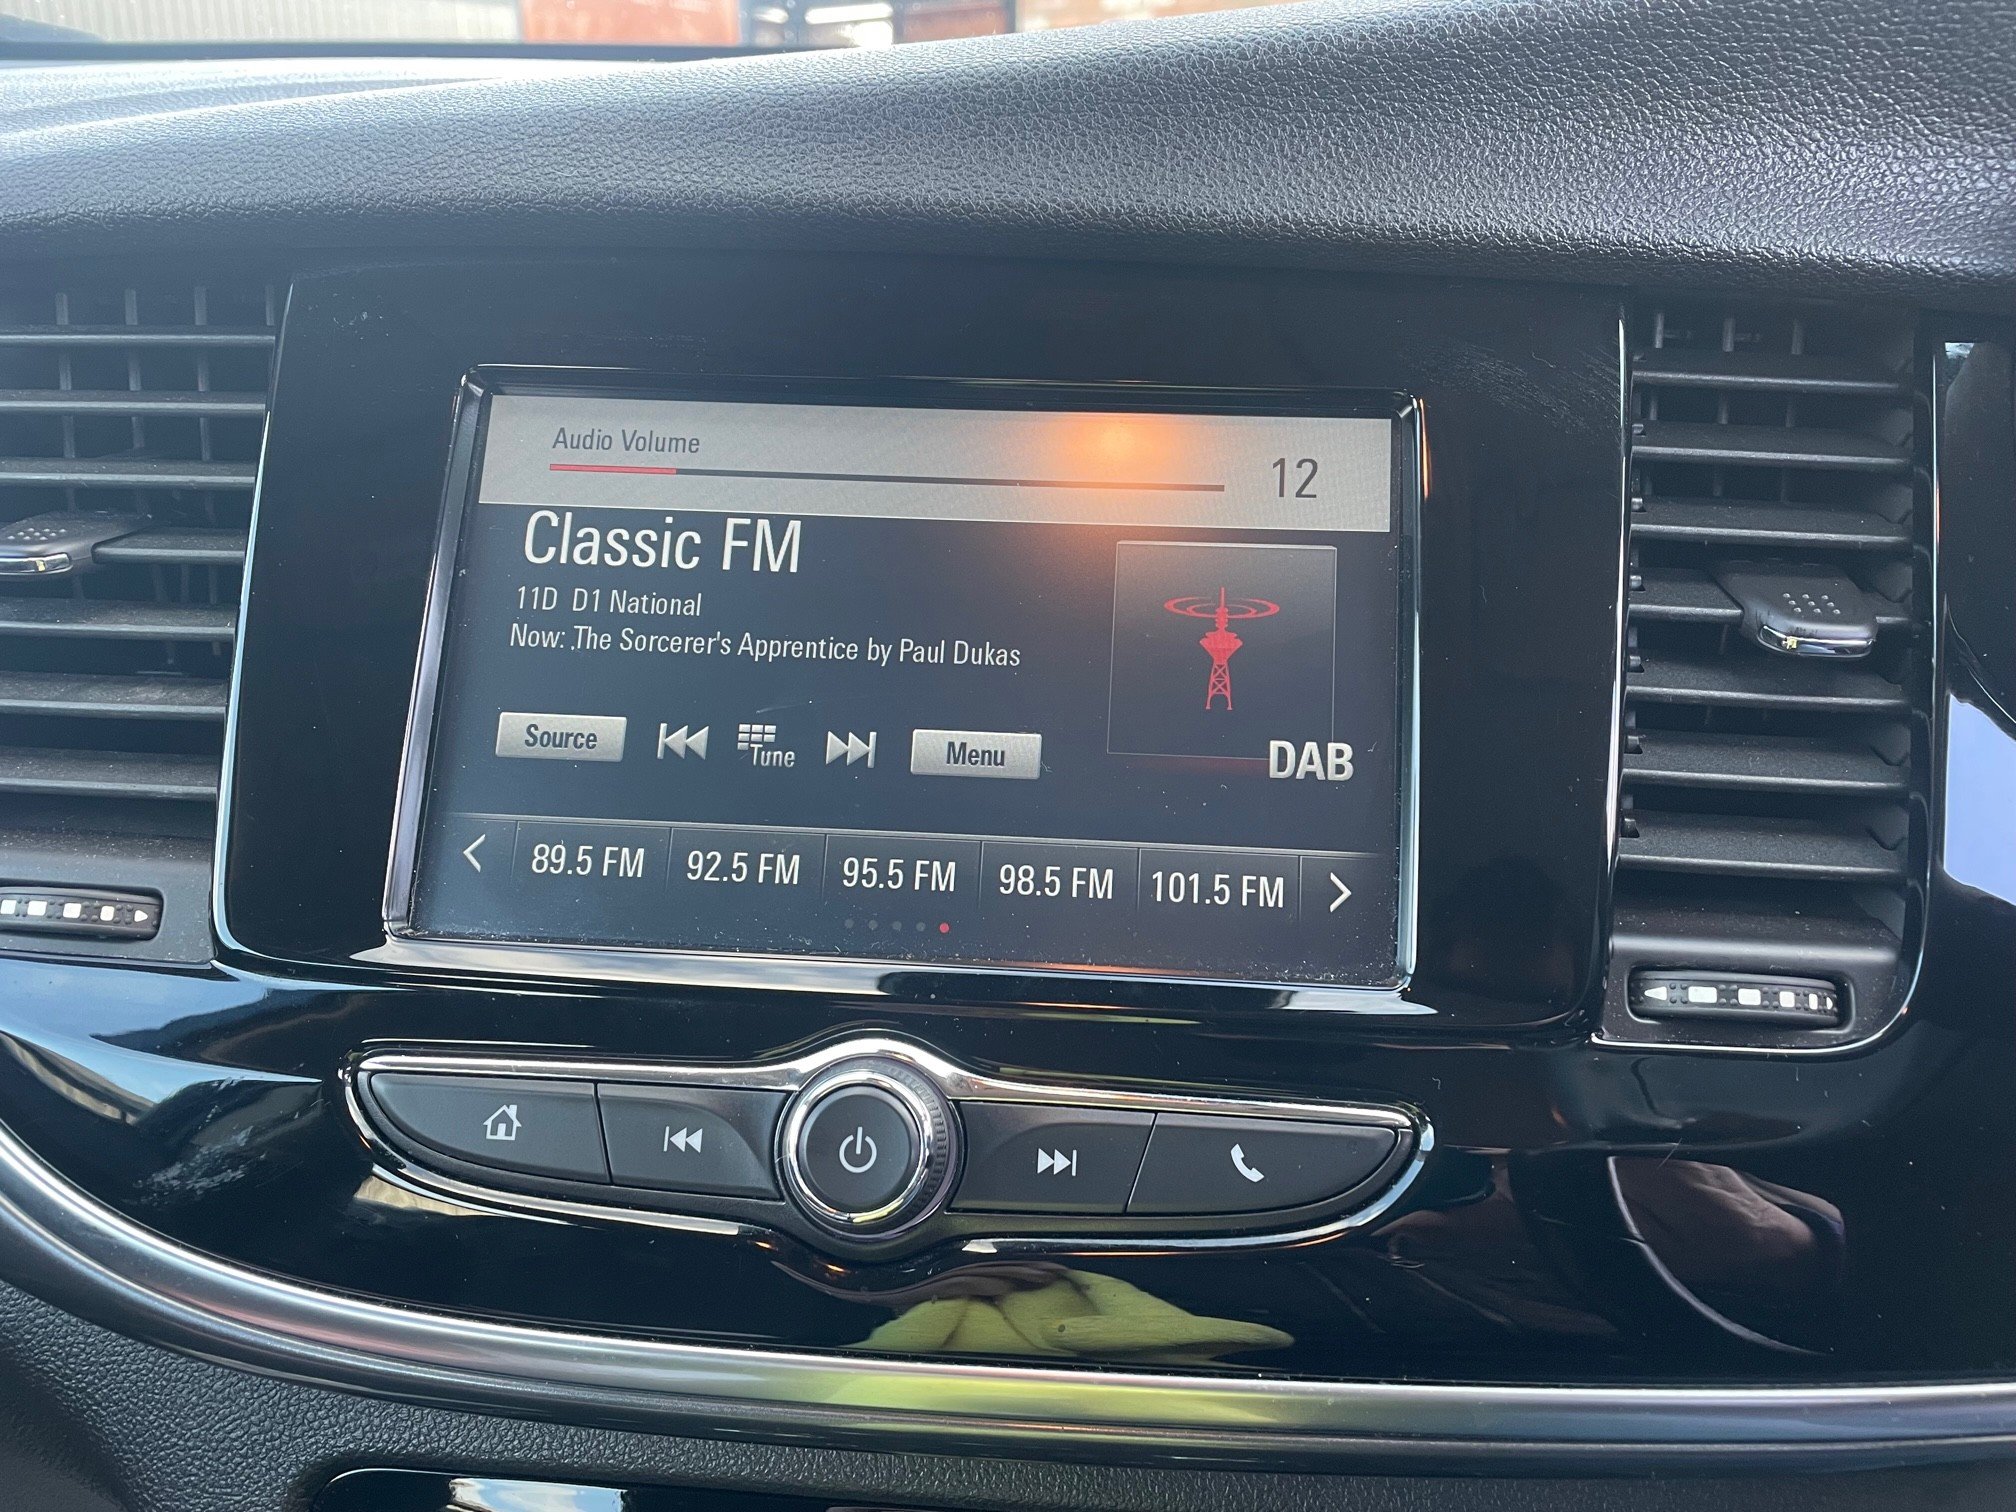 Audio Volume
12
Classic FM
11D D1 National
Now: .The Sorcerer's Apprentice by Paul Dukas
Source
Tune
Menu
DAB
89.5 FM
92.5 FM
95.5 FM
98.5 FM
101.5 FM